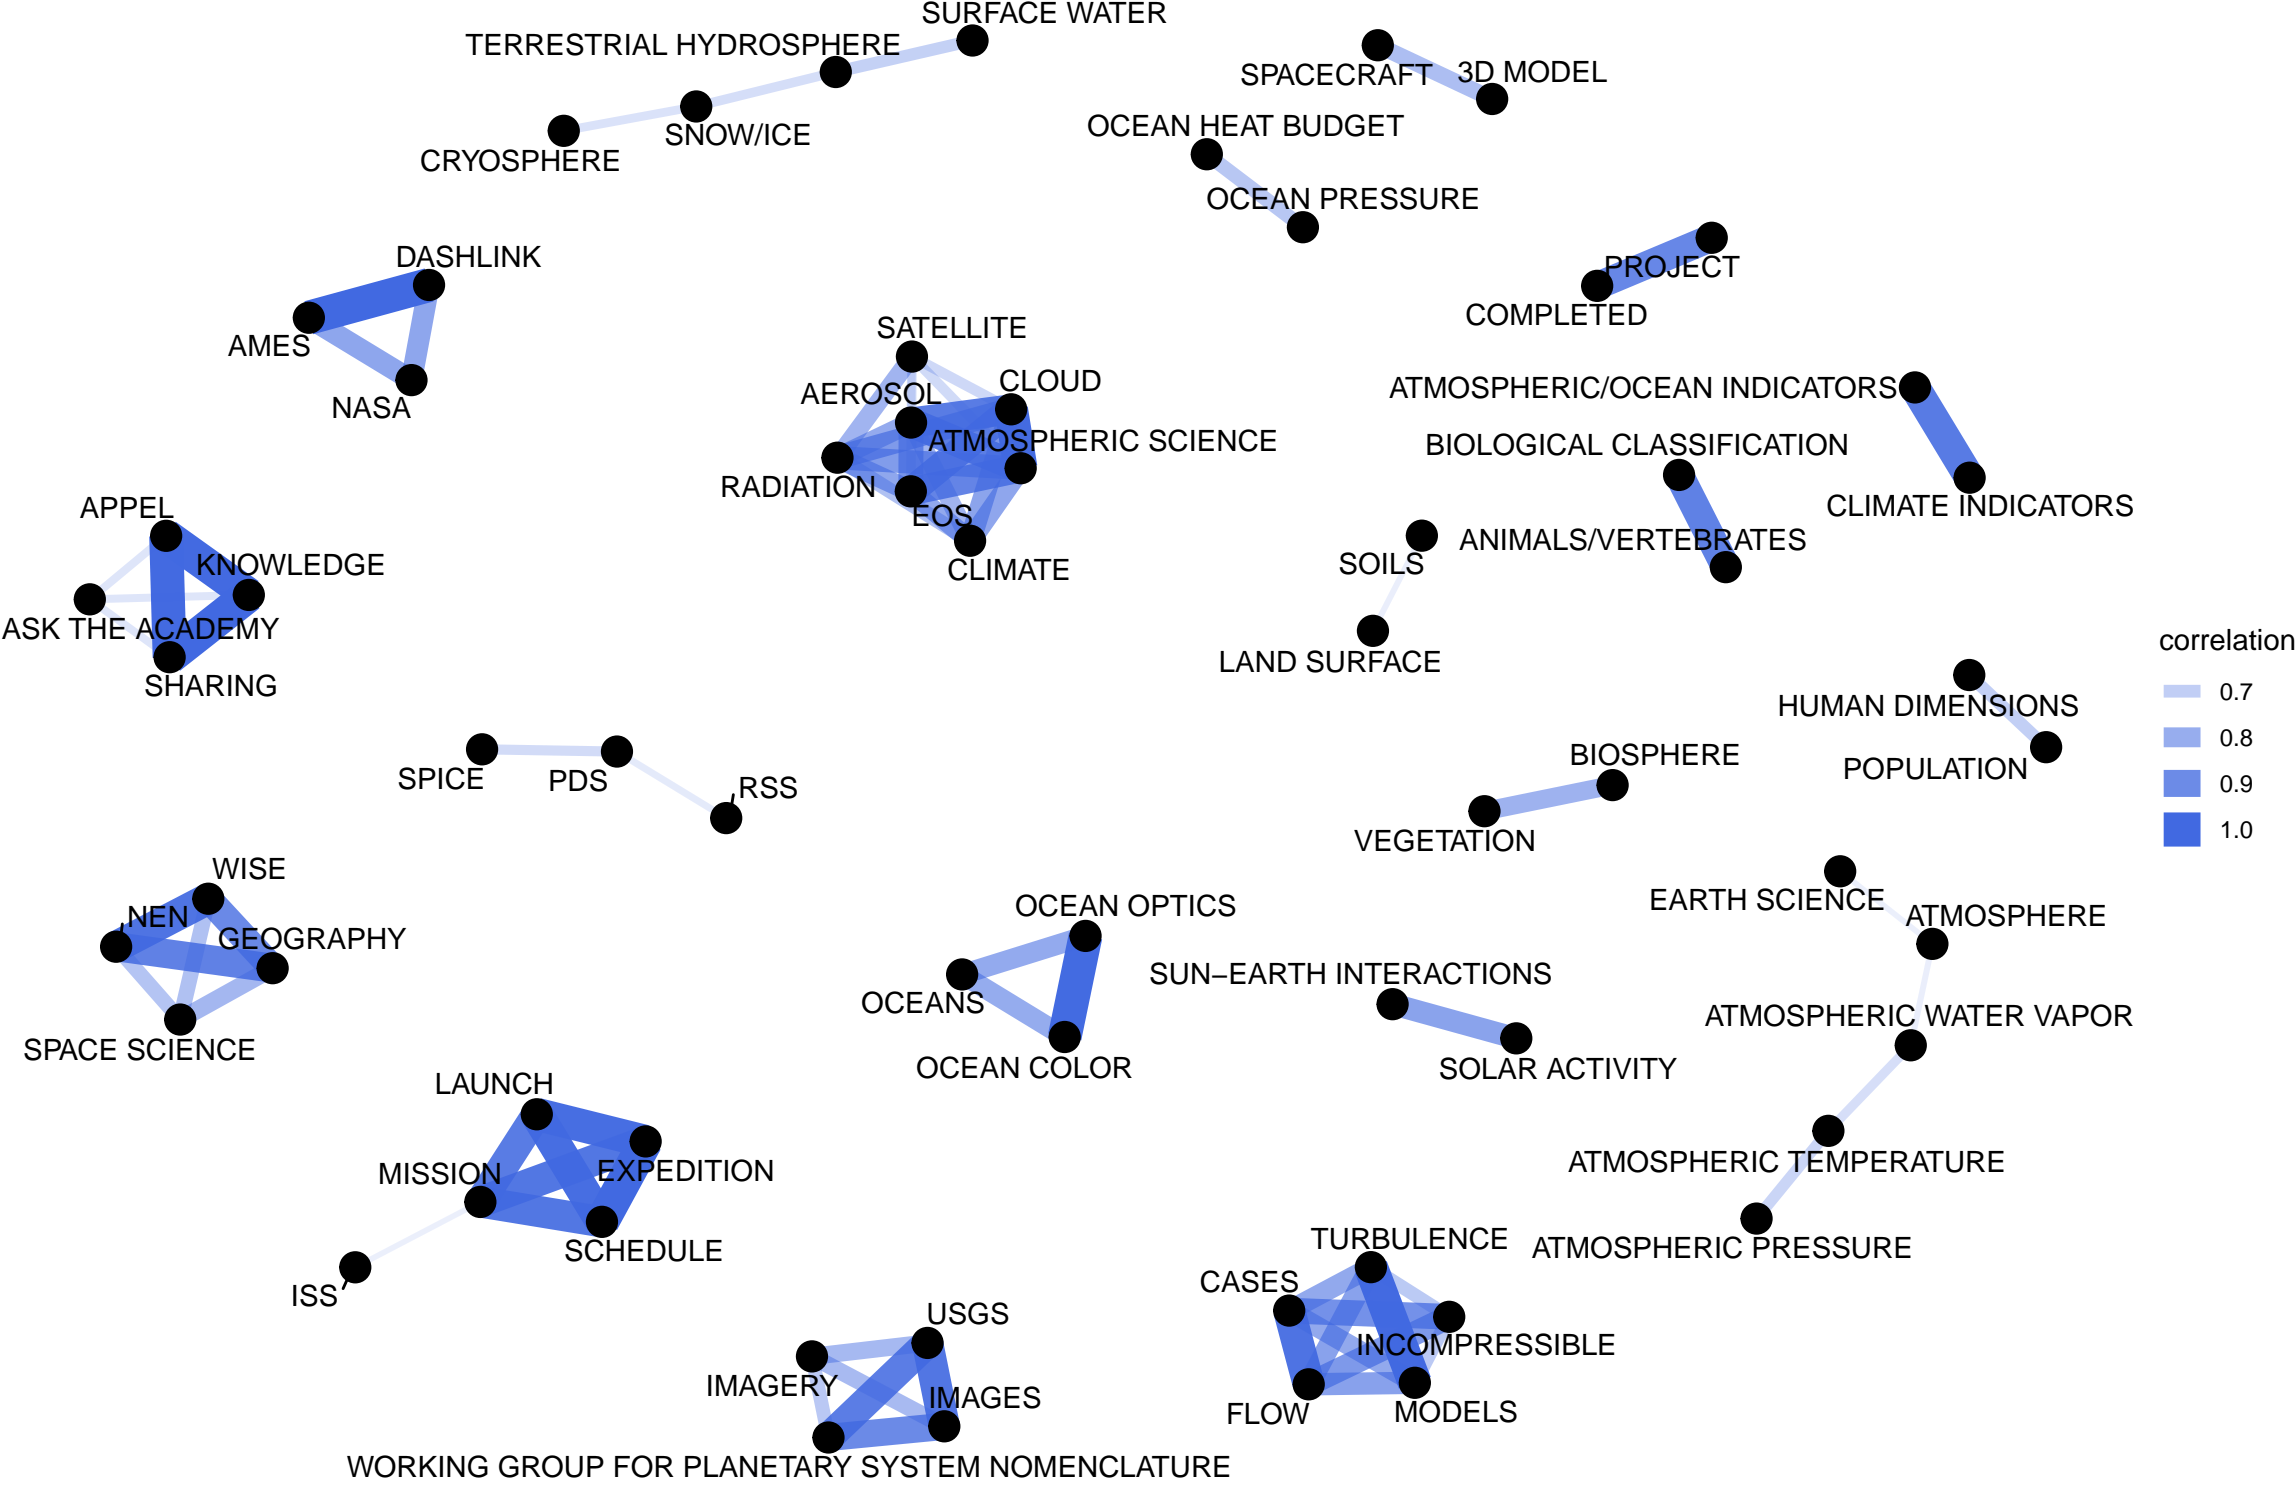 SURFACE WATER
TERRESTRIAL HYDROSPHERE
SNOW/ICE
CRYOSPHERE
SPACECRAFT
3D MODEL
OCEAN HEAT BUDGET
OCEAN PRESSURE
DASHLINK
AMES
NASA
PROJECT
COMPLETED
SATELLITE
AEROSOL
CLOUD
ATMOSPHERIC SCIENCE
RADIATION
EOS
CLIMATE
ATMOSPHERIC/OCEAN INDICATORS
CLIMATE INDICATORS
BIOLOGICAL CLASSIFICATION
ANIMALS/VERTEBRATES
SOILS
LAND SURFACE
APPEL
KNOWLEDGE
ASK THE ACADEMY
SHARING
correlation
0.7
0.8
0.9
1.0
HUMAN DIMENSIONS
POPULATION
SPICE
PDS
RSS
BIOSPHERE
VEGETATION
WISE
NEN
GEOGRAPHY
SPACE SCIENCE
OCEAN OPTICS
OCEANS
OCEAN COLOR
SUN–EARTH INTERACTIONS
SOLAR ACTIVITY
EARTH SCIENCE
ATMOSPHERE
ATMOSPHERIC WATER VAPOR
ATMOSPHERIC TEMPERATURE
ATMOSPHERIC PRESSURE
LAUNCH
MISSION
EXPEDITION
SCHEDULE
ISS
TURBULENCE
CASES
INCOMPRESSIBLE
FLOW
MODELS
USGS
IMAGERY
IMAGES
WORKING GROUP FOR PLANETARY SYSTEM NOMENCLATURE